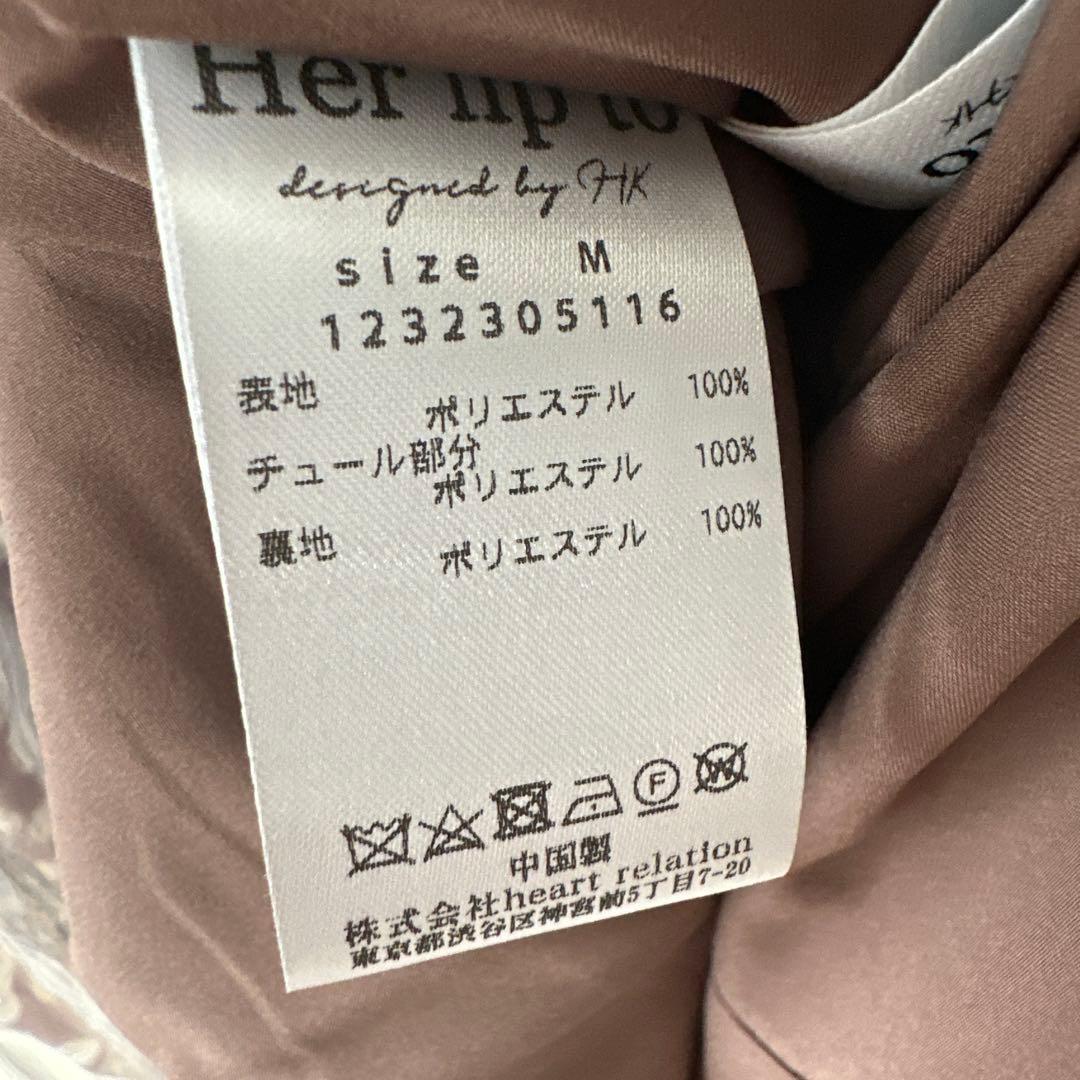 Her lip to
designed by HK
size M
1232305116
表地 ポリエステル 100%
チュール部分
ポリエステル 100%
裏地 ポリエステル 100%
F W
中国製
株式会社heart relation
東京都渋谷区神宮前5丁目7-20